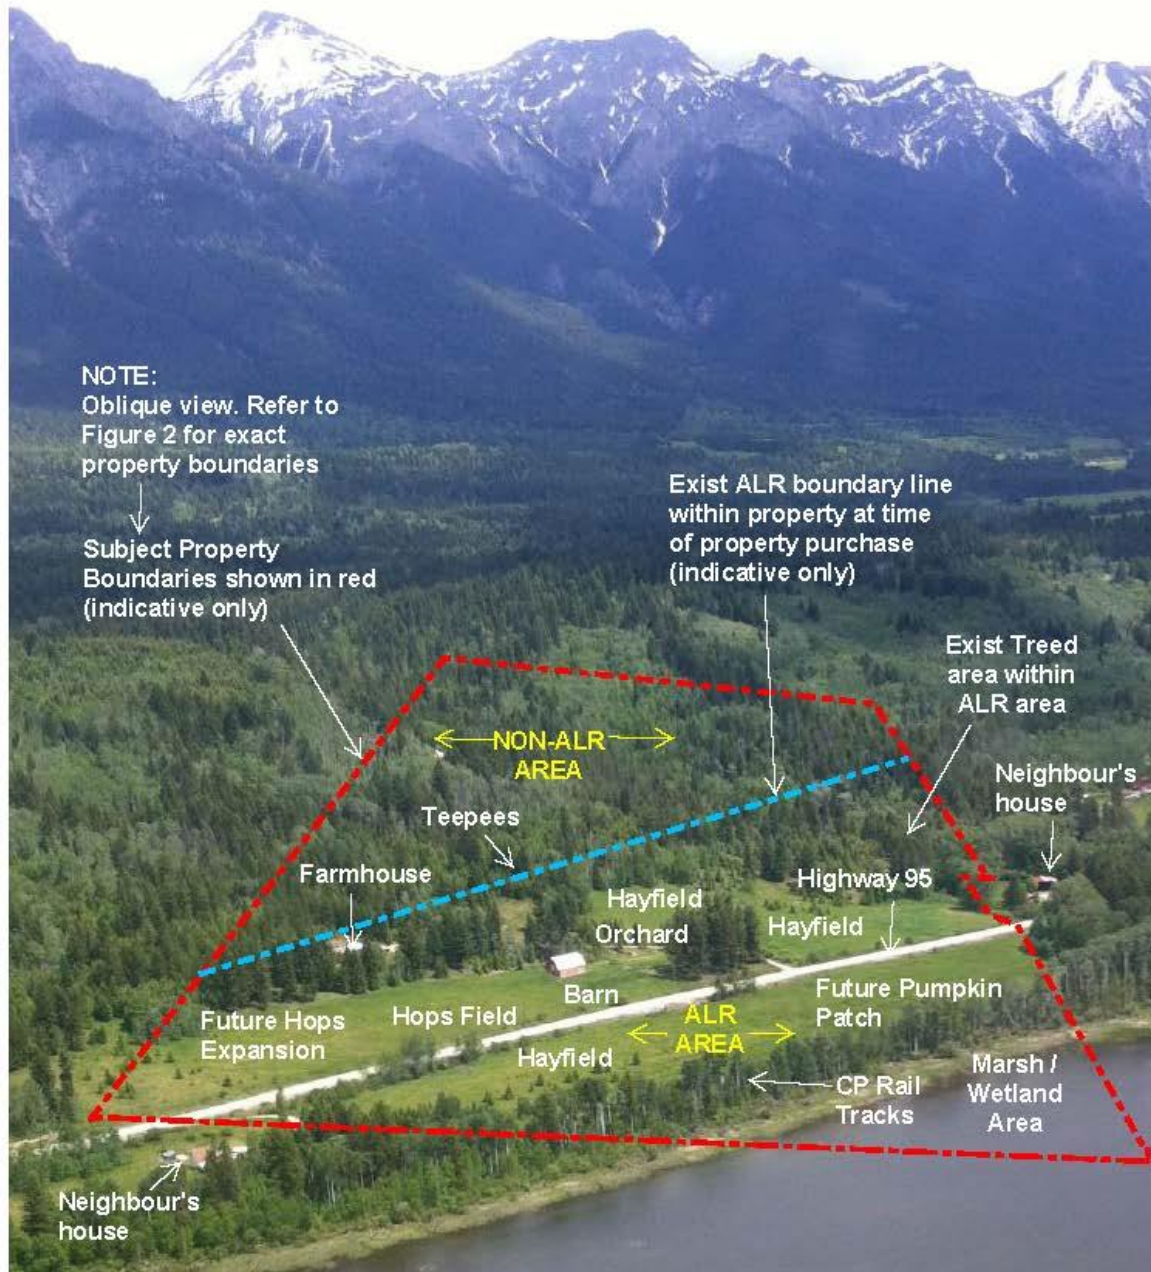 NOTE:
Oblique view. Refer to
Figure 2 for exact
property boundaries
Subject Property
Boundaries shown in red
(indicative only)
Exist ALR boundary line
within property at time
of property purchase
(indicative only)
Exist Treed
area within
ALR area
NON-ALR
AREA
Neighbour's
house
Teepees
Farmhouse
Highway 95
Hayfield
Orchard
Hayfield
Barn
Future Pumpkin
Patch
Hops Field
Future Hops
Expansion
ALR
AREA
Hayfield
CP Rail
Tracks
Marsh /
Wetland
Area
Neighbour's
house